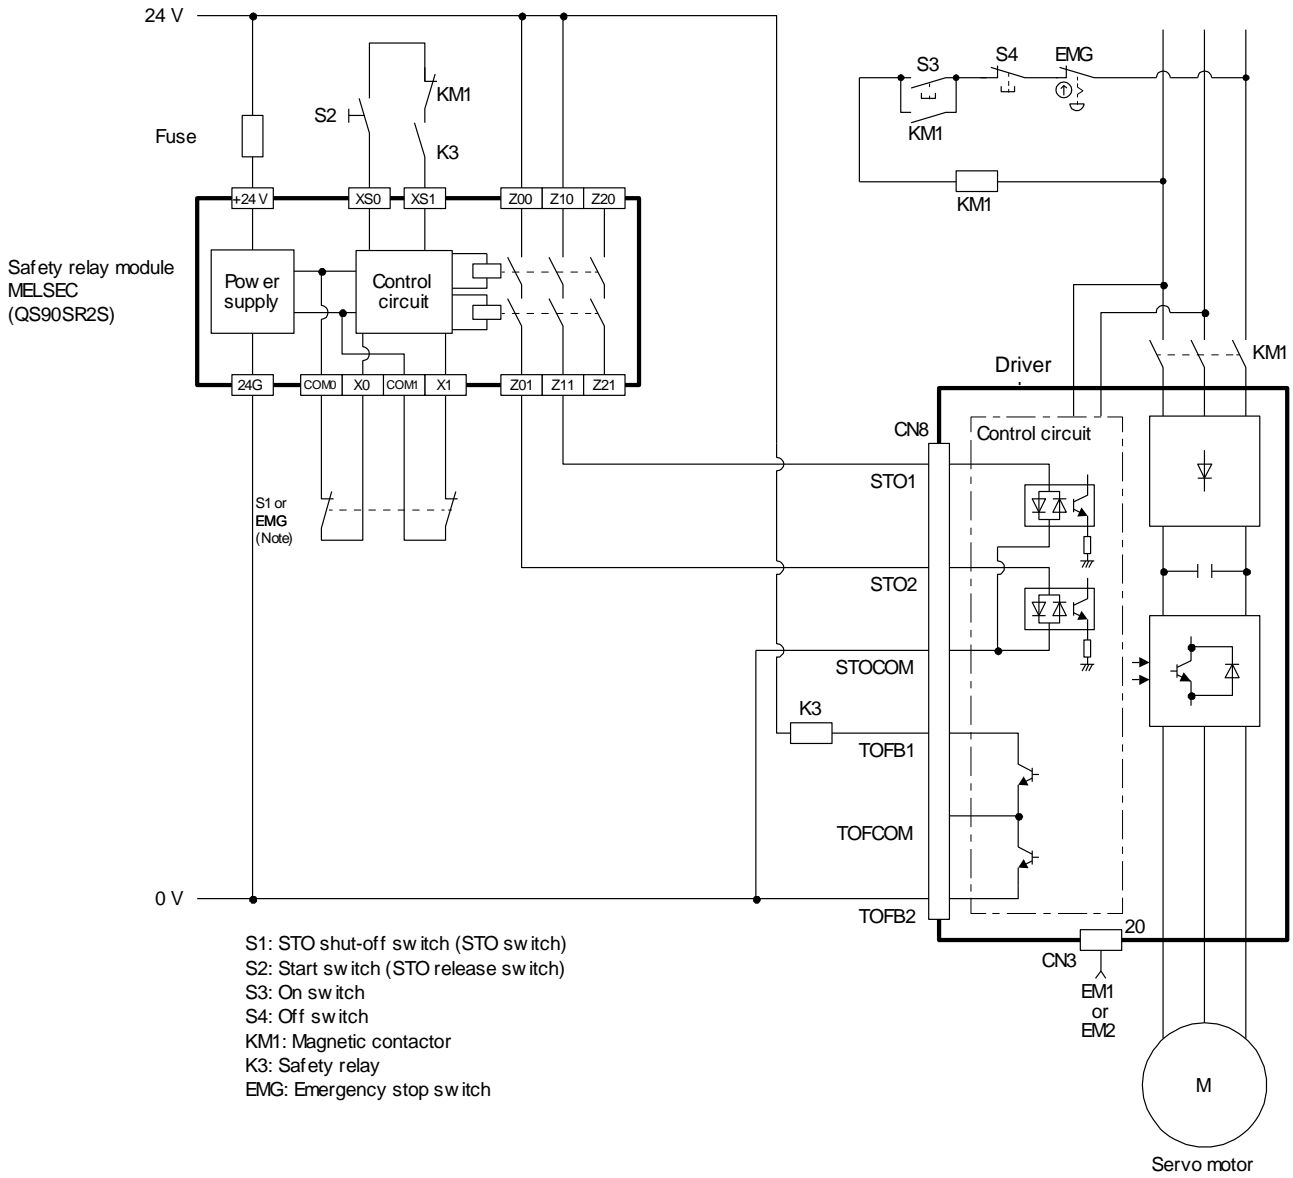 24 V
Fuse
S2
KM1
K3
S3
S4
EMG
KM1
KM1
Safety relay module
MELSEC
(QS90SR2S)
+24 V
XS0
XS1
Z00
Z10
Z20
Power
supply
Control
circuit
24G
COM0
X0
COM1
X1
Z01
Z11
Z21
S1 or
EMG
(Note)
KM1
Driver
CN8
Control circuit
STO1
STO2
STOCOM
K3
TOFB1
TOFCOM
0 V
TOFB2
20
CN3
EM1
or
EM2
S1: STO shut-off switch (STO switch)
S2: Start switch (STO release switch)
S3: On switch
S4: Off switch
KM1: Magnetic contactor
K3: Safety relay
EMG: Emergency stop switch
M
Servo motor